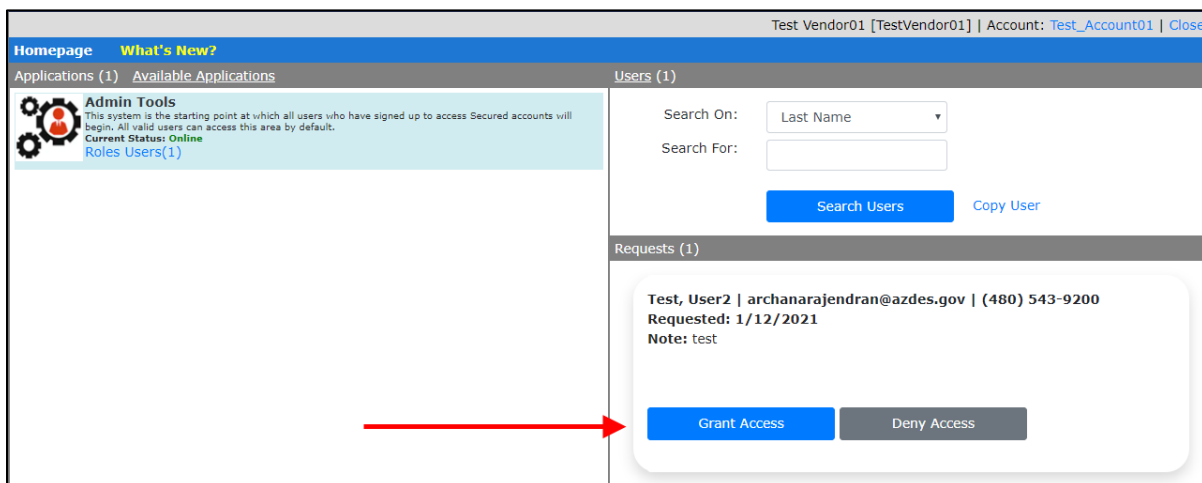 Test Vendor01 [TestVendor01] | Account: Test_Account01 | Close
Homepage What's New?
Applications (1) Available Applications
Admin Tools
This system is the starting point at which all users who have signed up to access Secured accounts will
begin. All valid users can access this area by default.
Current Status: Online
Roles Users(1)
Users (1)
Search On: Last Name
Search For:
Search Users Copy User
Requests (1)
Test, User2 | archanarajendran@azdes.gov | (480) 543-9200
Requested: 1/12/2021
Note: test
Grant Access Deny Access